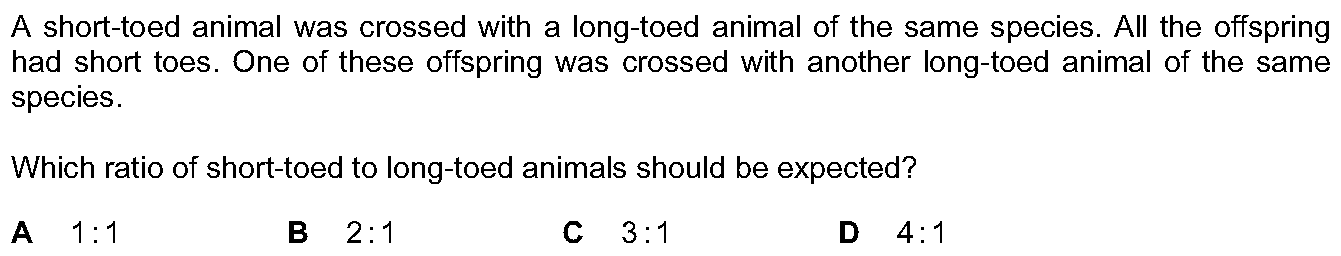 A short-toed animal was crossed with a long-toed animal of the same species. All the offspring
had short toes. One of these offspring was crossed with another long-toed animal of the same
species.
Which ratio of short-toed to long-toed animals should be expected?
A 1 : 1 B 2 : 1 C 3 : 1 D 4 : 1